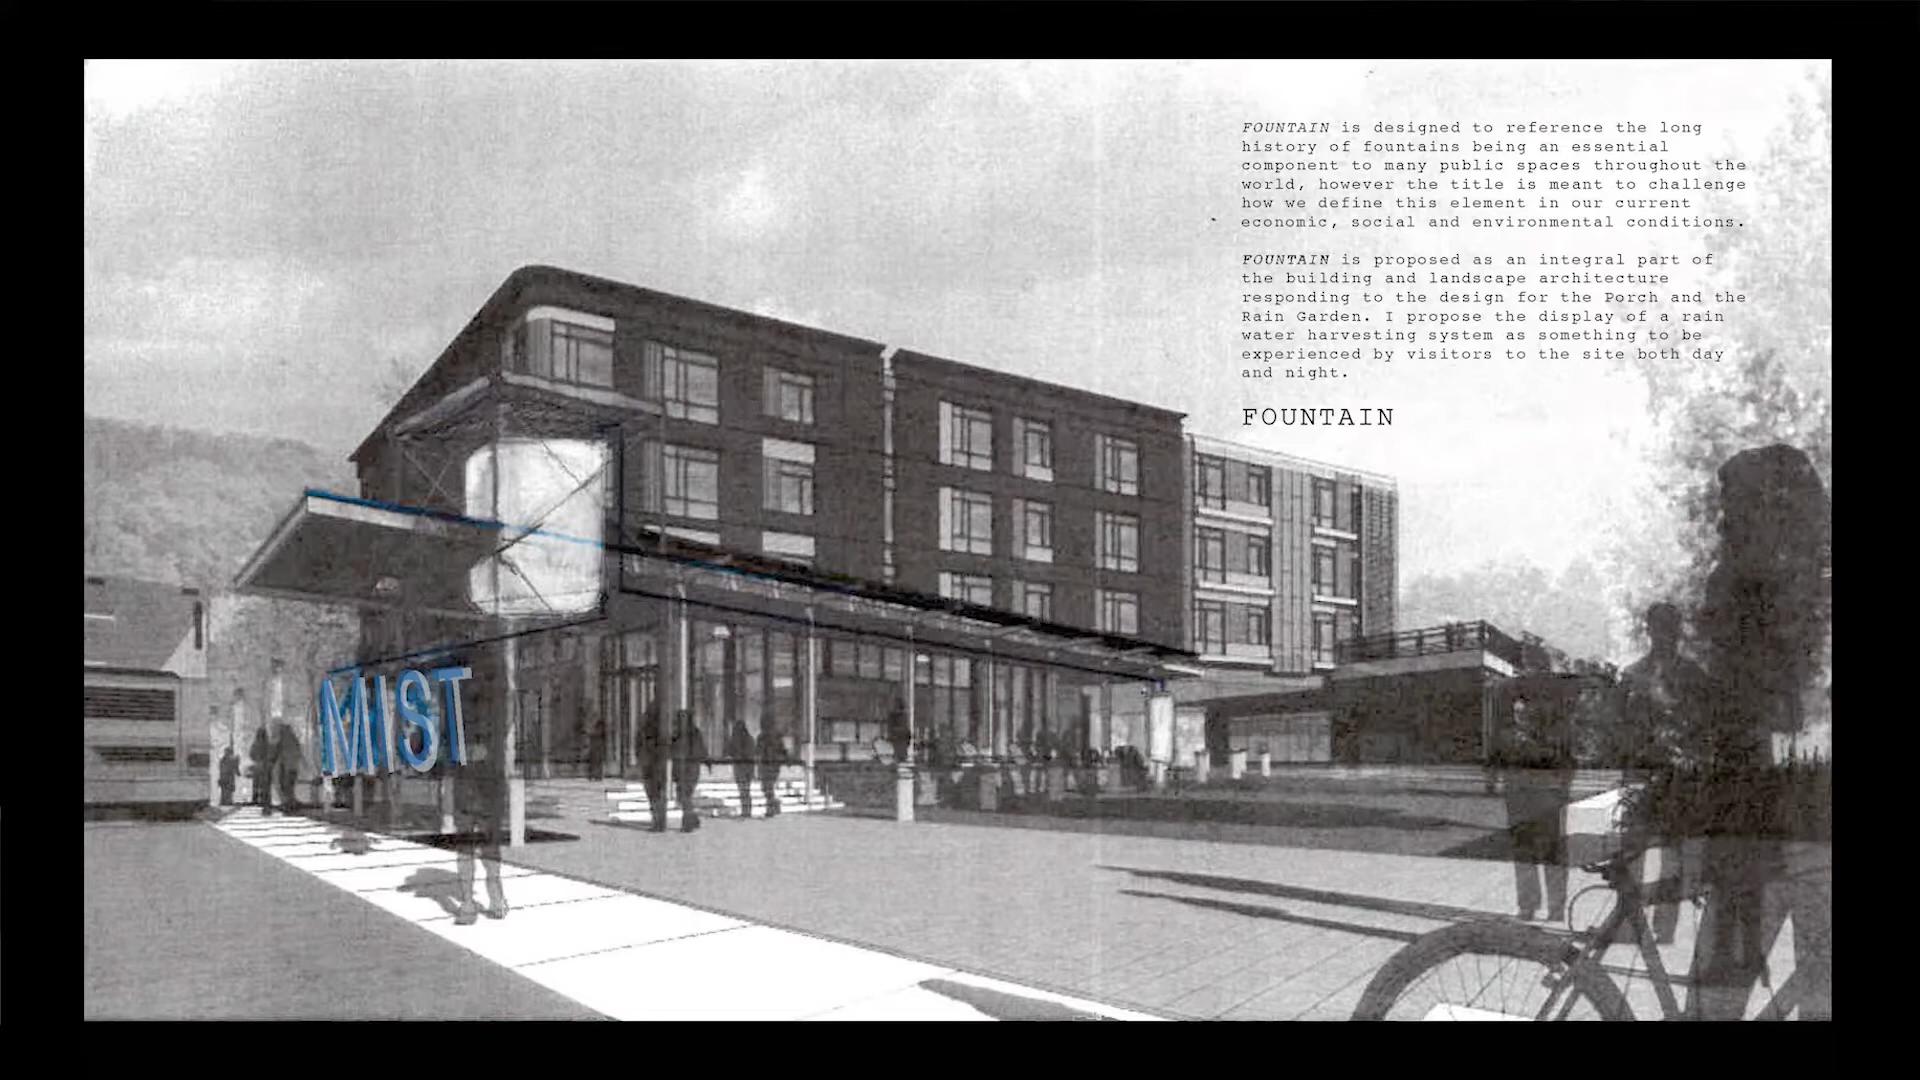 FOUNTAIN is designed to reference the long
history of fountains being an essential
component to many public spaces throughout the
world, however the title is meant to challenge
how we define this element in our current
economic, social and environmental conditions.
FOUNTAIN is proposed as an integral part of
the building and landscape architecture
responding to the design for the Porch and the
Rain Garden. I propose the display of a rain
water harvesting system as something to be
experienced by visitors to the site both day
and night.
FOUNTAIN
MIST